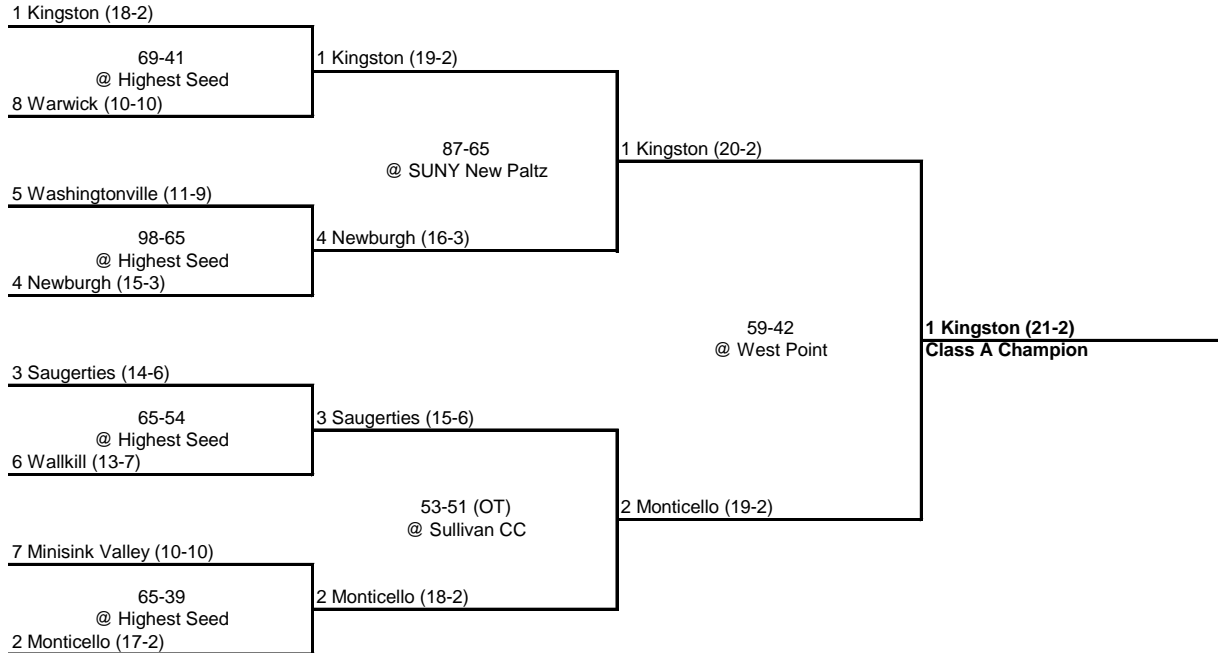 1 Kingston (18-2)
69-41
@ Highest Seed
8 Warwick (10-10)
1 Kingston (19-2)
87-65
@ SUNY New Paltz
1 Kingston (20-2)
5 Washingtonville (11-9)
98-65
@ Highest Seed
4 Newburgh (15-3)
4 Newburgh (16-3)
59-42
@ West Point
1 Kingston (21-2)
Class A Champion
3 Saugerties (14-6)
65-54
@ Highest Seed
6 Wallkill (13-7)
3 Saugerties (15-6)
53-51 (OT)
@ Sullivan CC
2 Monticello (19-2)
7 Minisink Valley (10-10)
65-39
@ Highest Seed
2 Monticello (17-2)
2 Monticello (18-2)